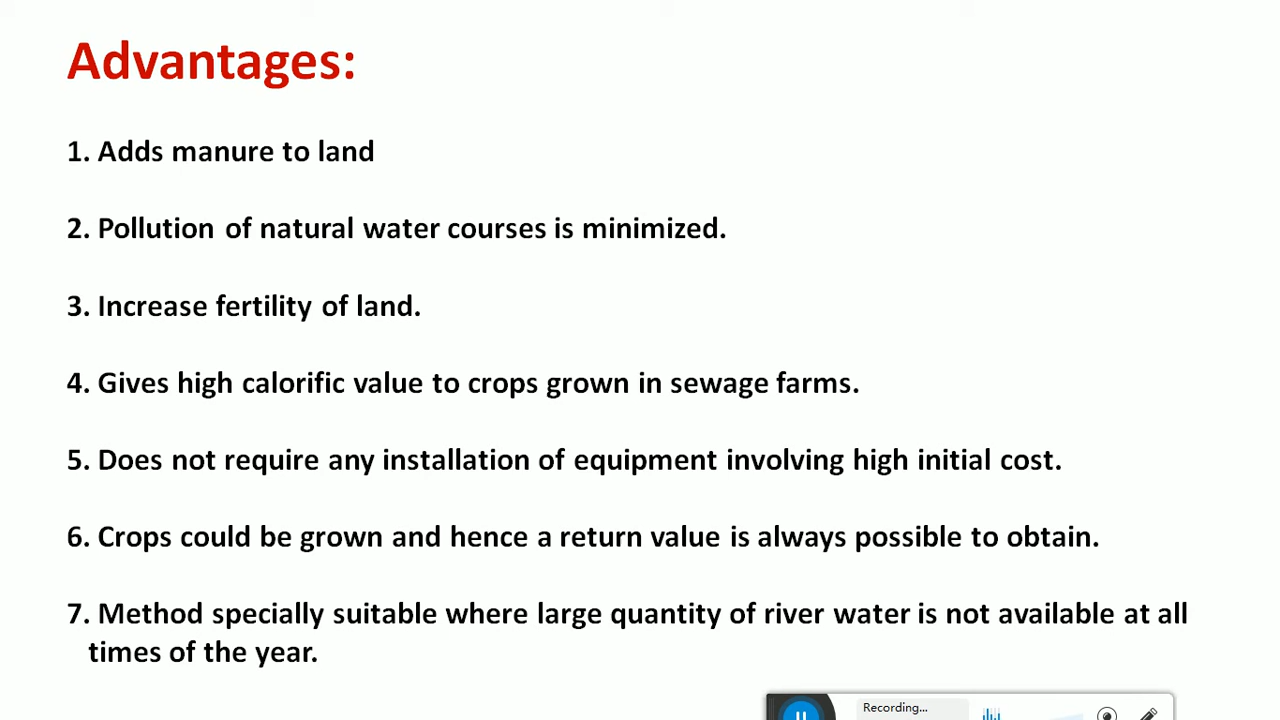 Advantages:
1. Adds manure to land
2. Pollution of natural water courses is minimized.
3. Increase fertility of land.
4. Gives high calorific value to crops grown in sewage farms.
5. Does not require any installation of equipment involving high initial cost.
6. Crops could be grown and hence a return value is always possible to obtain.
7. Method specially suitable where large quantity of river water is not available at all
times of the year.
Recording...